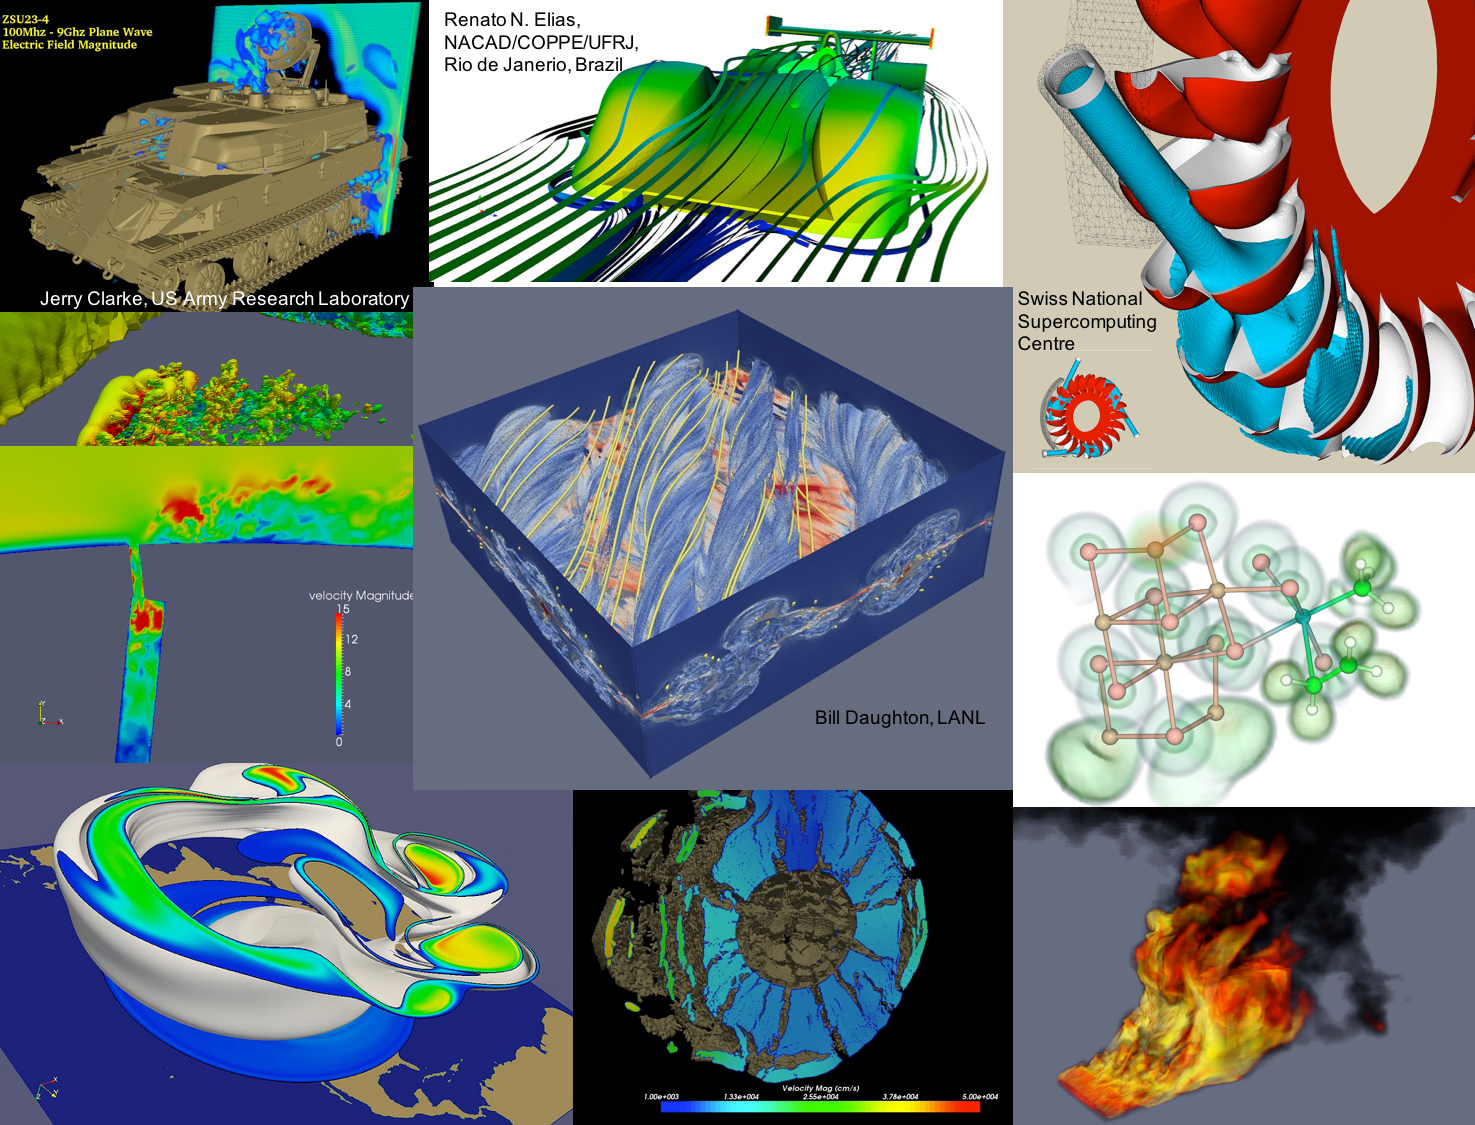 ZSU23-4
100Mhz - 9Ghz Plane Wave
Electric Field Magnitude
Jerry Clarke, US Army Research Laboratory
Renato N. Elias,
NACAD/COPPE/UFRJ,
Rio de Janerio, Brazil
Swiss National
Supercomputing
Centre
velocity Magnitude
15
12
8
4
0
Y
Z X
Bill Daughton, LANL
X
Y
Z
Velocity Mag (cm/s)
1.00e+003 1.33e+004 2.55e+004 3.78e+004 5.00e+004